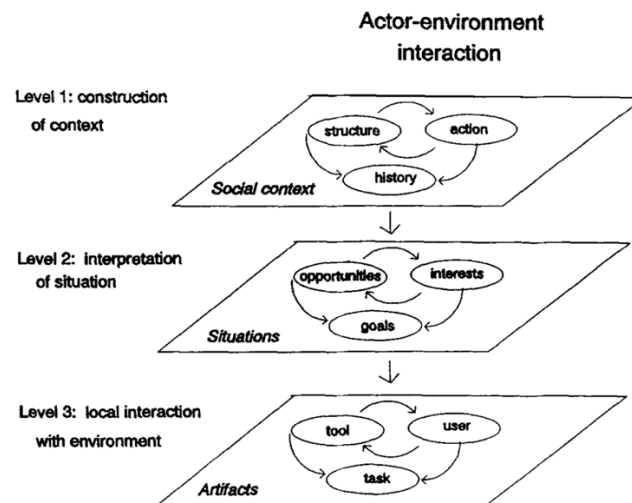 Actor-environment
interaction
Level 1: construction
of context
structure
action
history
Social context
Level 2: interpretation
of situation
opportunities
interests
goals
Situations
Level 3: local interaction
with environment
tool
user
task
Artifacts